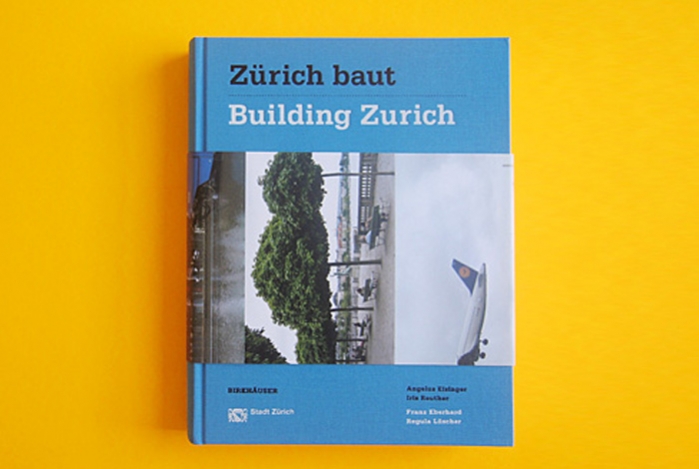 Zürich baut
Building Zurich
BIRKHÄUSER
Stadt Zürich
Angelus Eisinger
Iris Reuther
Franz Eberhard
Regula Lüscher